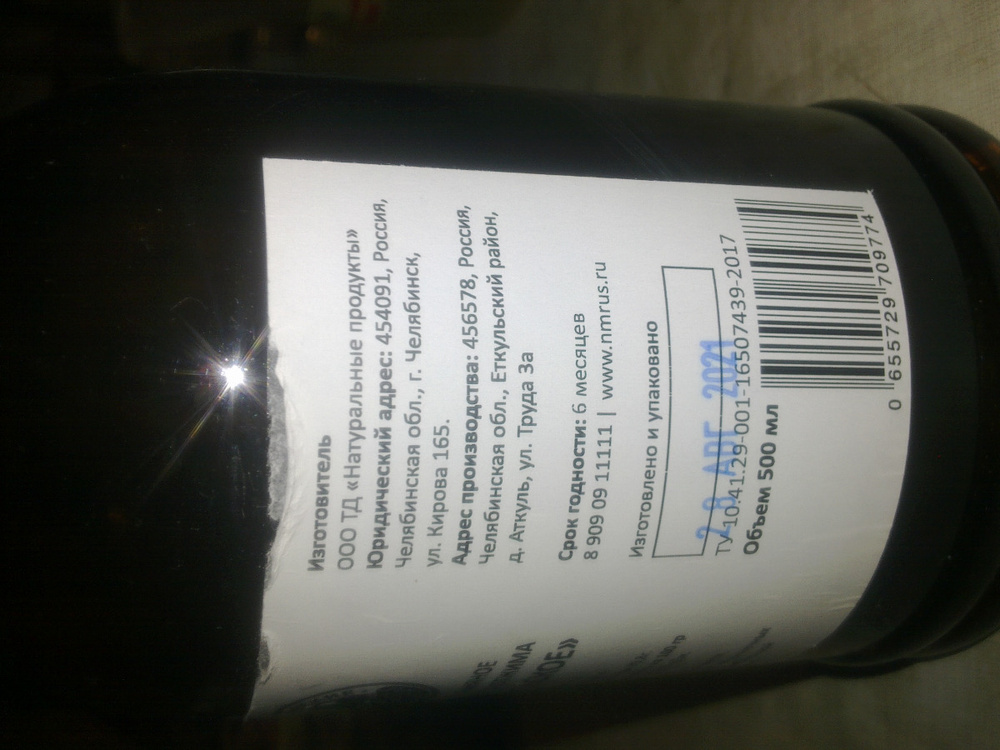 Изготовитель
ООО ТД «Натуральные продукты»
Юридический адрес: 454091, Россия,
Челябинская обл., г. Челябинск,
ул. Кирова 165.
Адрес производства: 456578, Россия,
Челябинская обл., Еткульский район,
д. Аткуль, ул. Труда 3а
Срок годности: 6 месяцев
8 909 09 11111 | www.nmrus.ru
Изготовлено и упаковано
2 8 АВГ 2021
ТУ 10.41.29-001-16507439-2017
Объем 500 мл
0 655729 709774